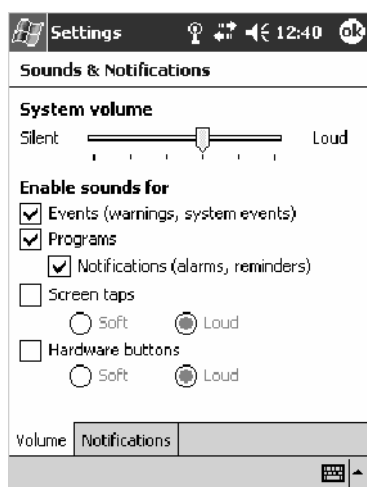 Settings 12:40 ok
Sounds & Notifications
System volume
Silent Loud
Enable sounds for
Events (warnings, system events)
Programs
Notifications (alarms, reminders)
Screen taps
Soft Loud
Hardware buttons
Soft Loud
Volume Notifications